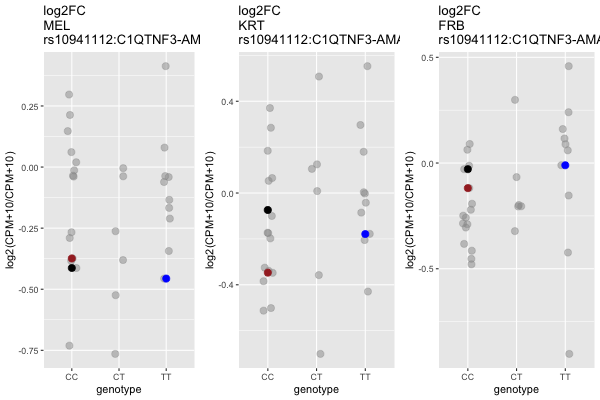 log2FC
MEL
rs10941112:C1QTNF3-AM
log2(CPM+10/CPM+10)
0.25
0.00
-0.25
-0.50
-0.75
CC
CT
TT
genotype
log2FC
KRT
rs10941112:C1QTNF3-AMA
log2(CPM+10/CPM+10)
0.4
0.0
-0.4
CC
CT
TT
genotype
log2FC
FRB
rs10941112:C1QTNF3-AMA
log2(CPM+10/CPM+10)
0.5
0.0
-0.5
CC
CT
TT
genotype